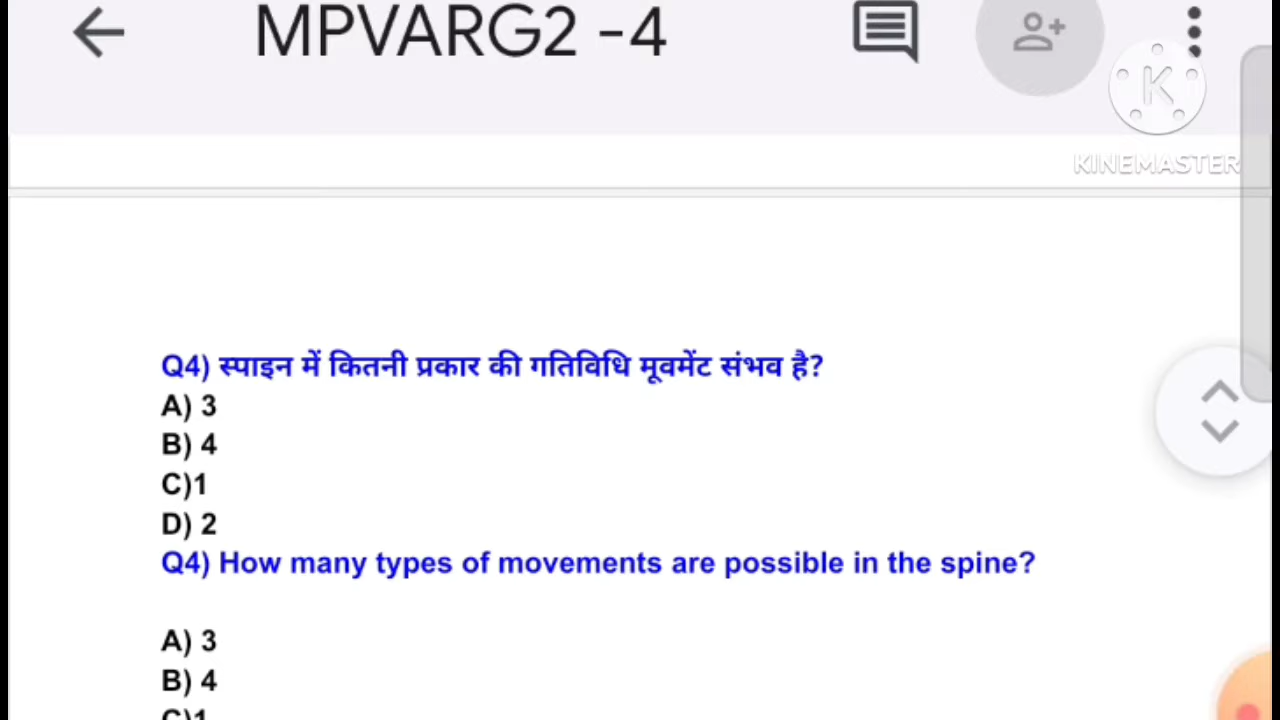 MPVARG2 -4
K
KINEMASTER
Q4) स्पाइन में कितनी प्रकार की गतिविधि मूवमेंट संभव है?
A) 3
B) 4
C)1
D) 2
Q4) How many types of movements are possible in the spine?
A) 3
B) 4
C)1